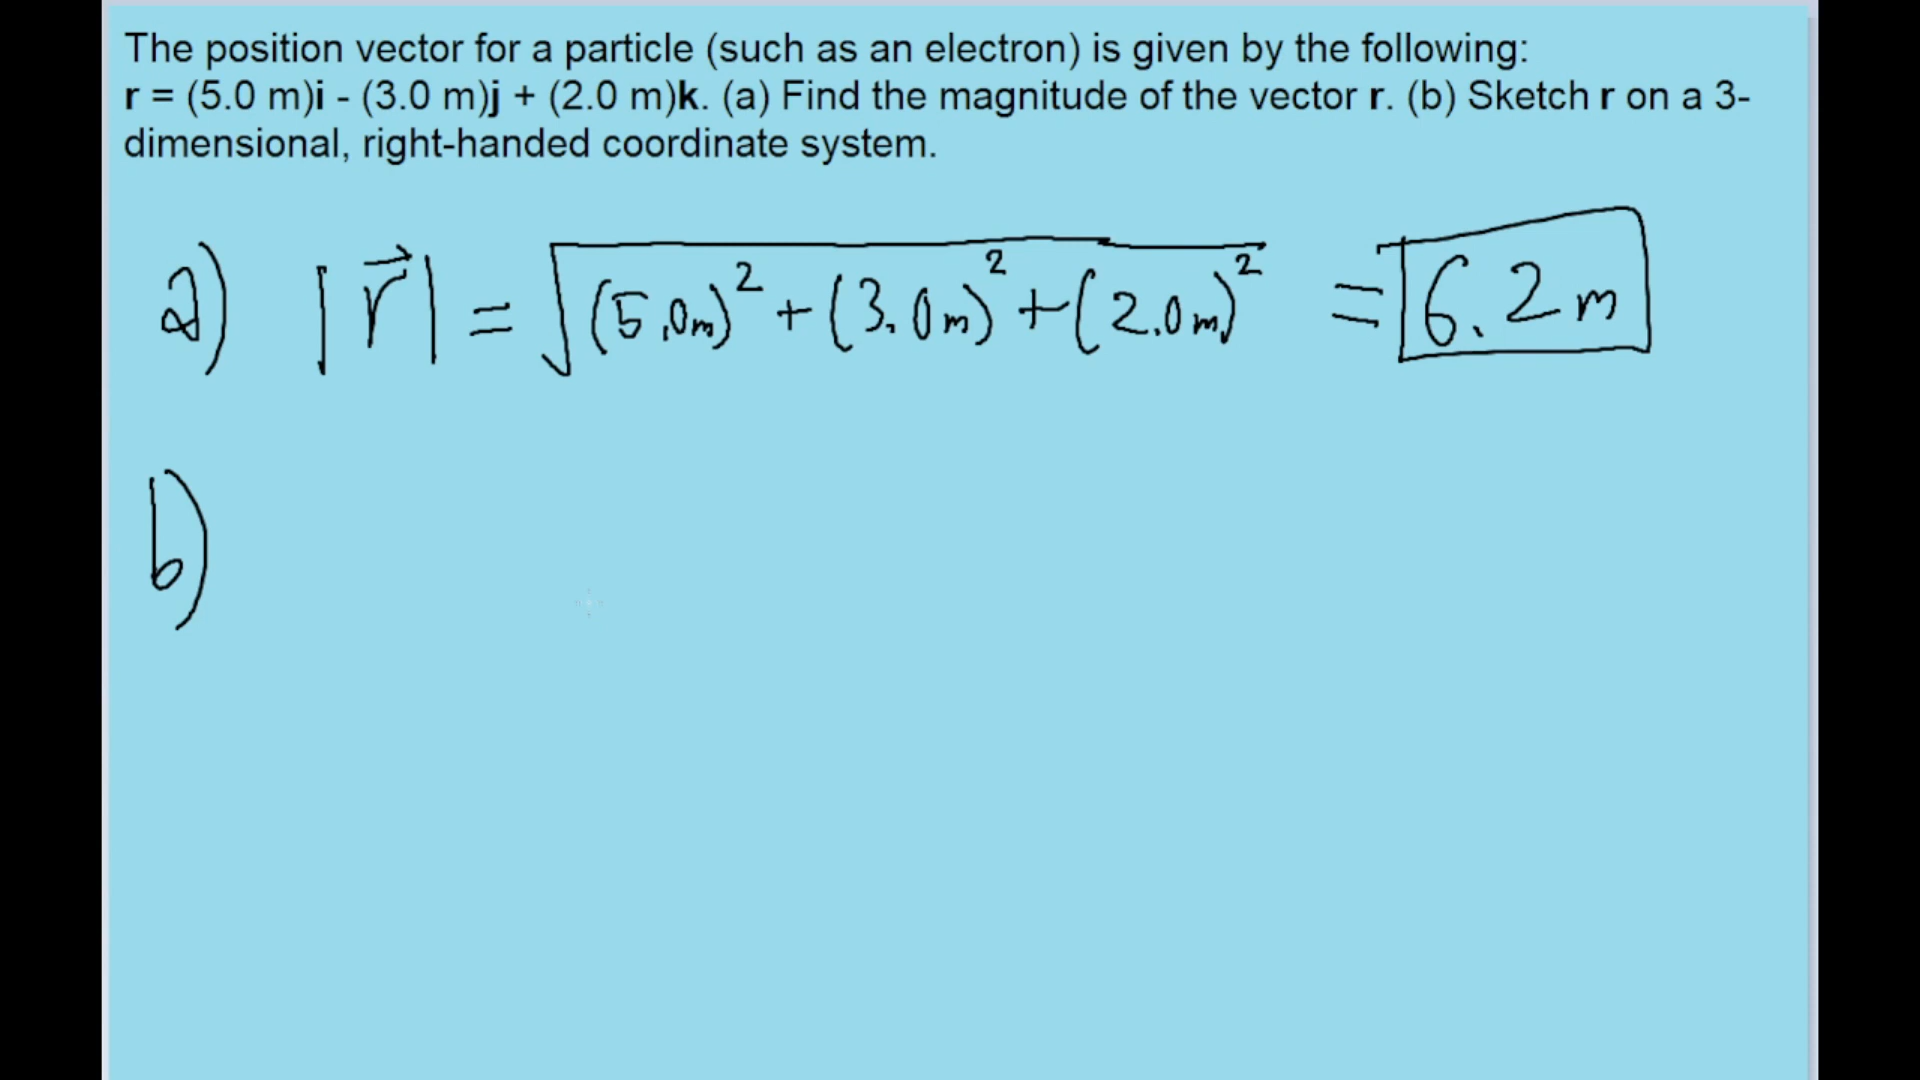 The position vector for a particle (such as an electron) is given by the following:
r = (5.0 m)i - (3.0 m)j + (2.0 m)k. (a) Find the magnitude of the vector r. (b) Sketch r on a 3-
dimensional, right-handed coordinate system.
a) |r⃗| = √((5.0m)² + (3.0m)² + (2.0m)²) = 6.2m
b)